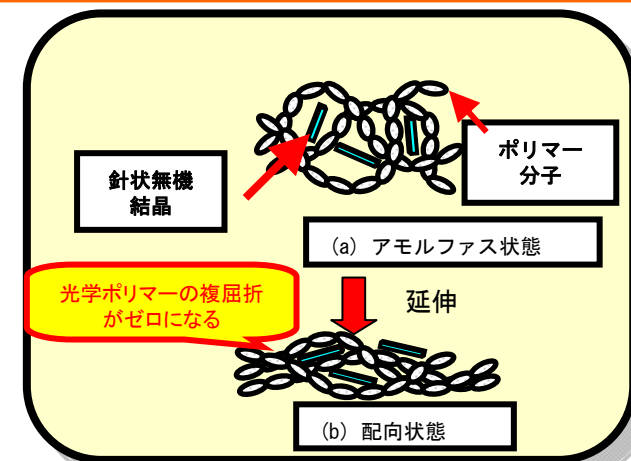 針状無機
結晶
ポリマー
分子
(a) アモルファス状態
光学ポリマーの複屈折
がゼロになる
延伸
(b) 配向状態